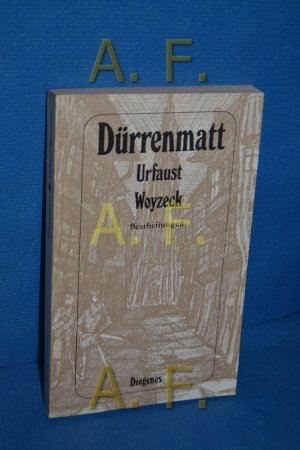 A. F.
Dürrenmatt
Urfaust
Woyzeck
Bearbeitungen
A. F.
A. F.
Diogenes